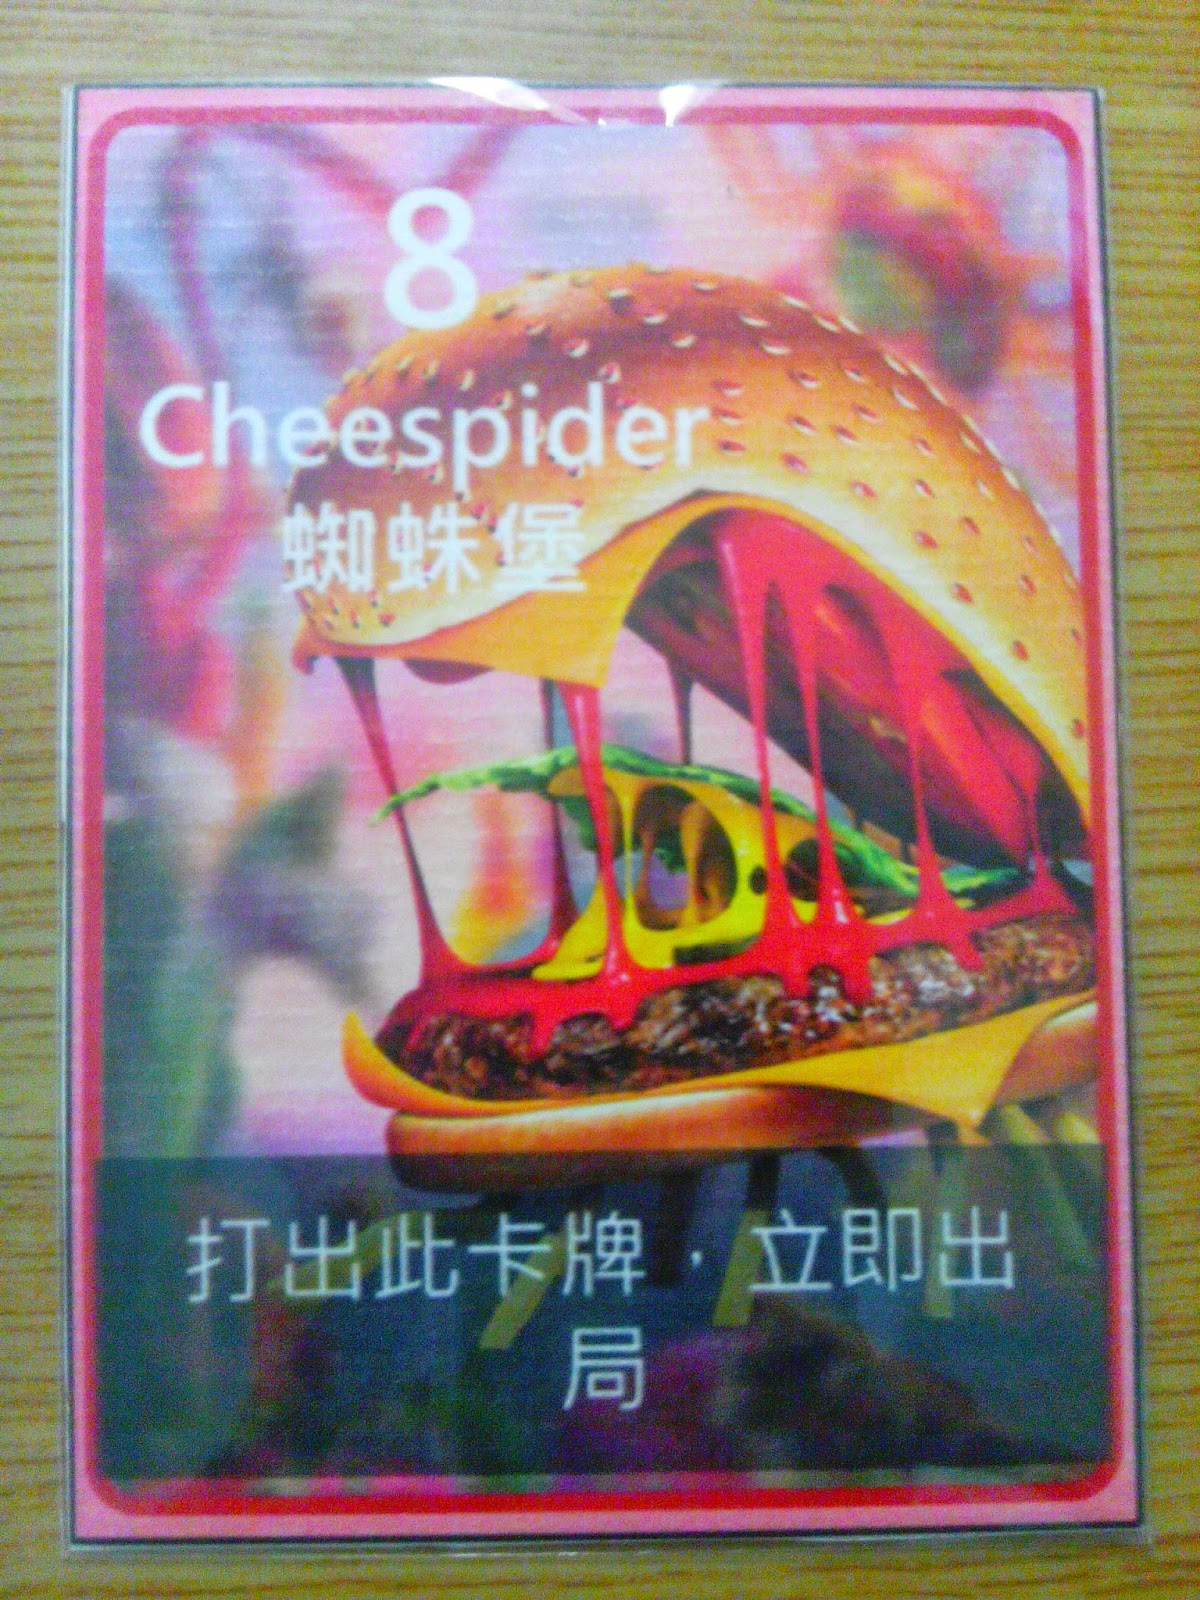 8
Cheespider
蜘蛛堡
打出此卡牌，立即出
局